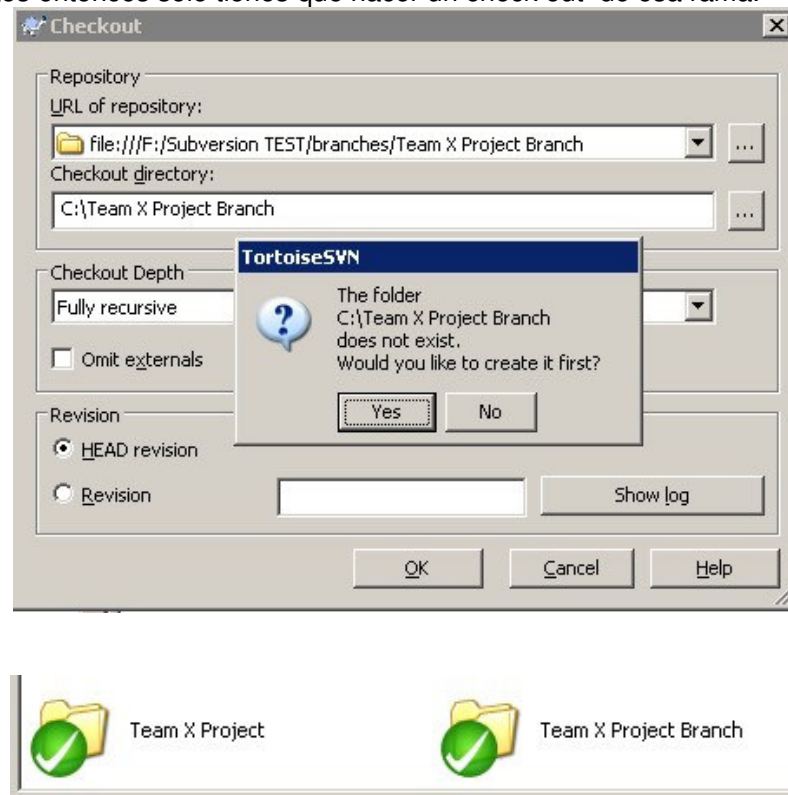 Checkout
Repository
URL of repository:
file:///F:/Subversion TEST/branches/Team X Project Branch
...
Checkout directory:
C:\Team X Project Branch
...
Checkout Depth
Fully recursive
Omit externals
TortoiseSVN
The folder
C:\Team X Project Branch
does not exist.
Would you like to create it first?
Yes No
Revision
HEAD revision
Revision
Show log
OK Cancel Help
Team X Project Team X Project Branch